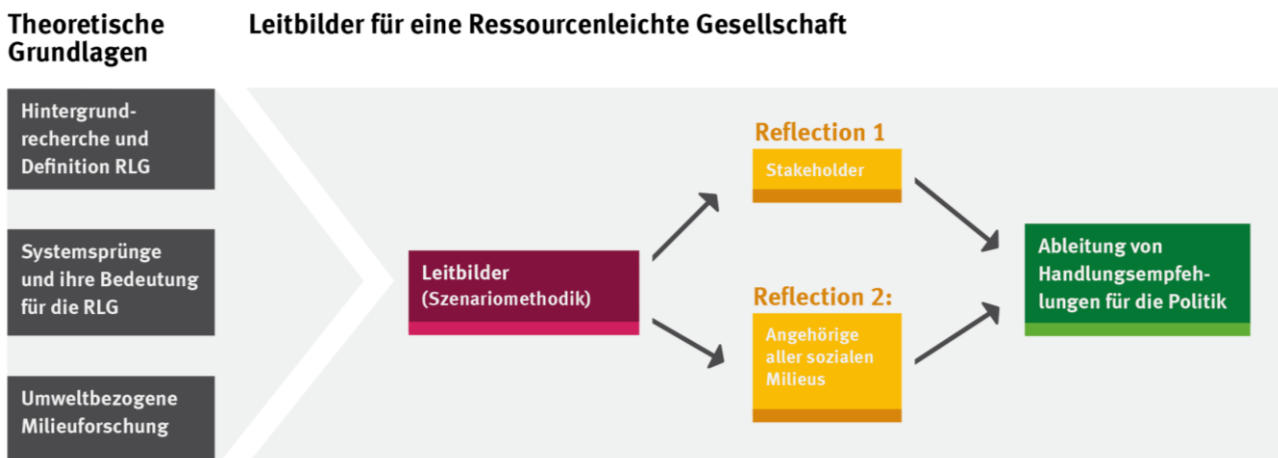 Theoretische
Grundlagen
Leitbilder für eine Ressourcenleichte Gesellschaft
Hintergrund-
recherche und
Definition RLG
Systemsprünge
und ihre Bedeutung
für die RLG
Umweltbezogene
Milieuforschung
Leitbilder
(Szenariomethodik)
Reflection 1
Stakeholder
Reflection 2:
Angehörige
aller sozialen
Milieus
Ableitung von
Handlungsempfeh-
lungen für die Politik